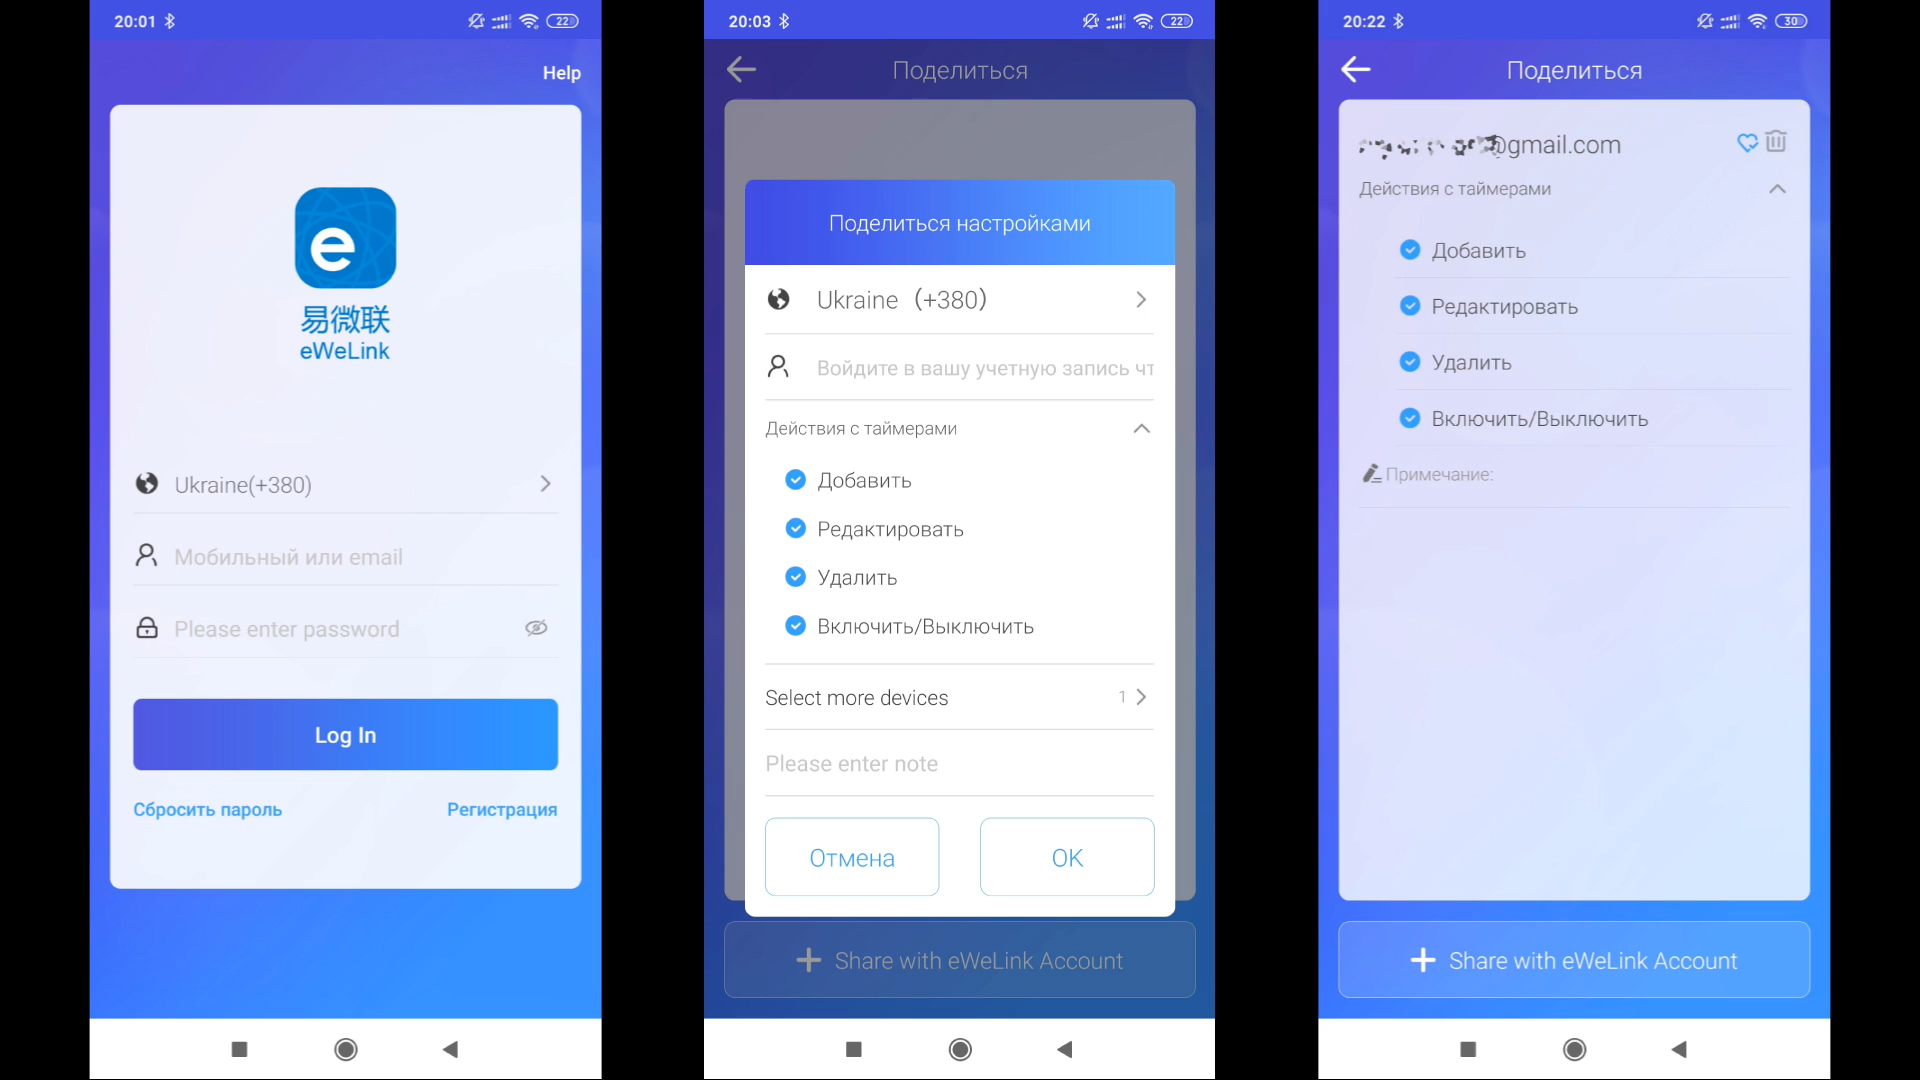 20:01
22
Help
e
易微联
eWeLink
Ukraine(+380)
Мобильный или email
Please enter password
Log In
Сбросить пароль
Регистрация
20:03
22
Поделиться
Поделиться настройками
Ukraine（+380）
Войдите в вашу учетную запись чт
Действия с таймерами
Добавить
Редактировать
Удалить
Включить/Выключить
Select more devices
1
Please enter note
Отмена
OK
Share with eWeLink Account
20:22
30
Поделиться
@gmail.com
Действия с таймерами
Добавить
Редактировать
Удалить
Включить/Выключить
Примечание:
Share with eWeLink Account